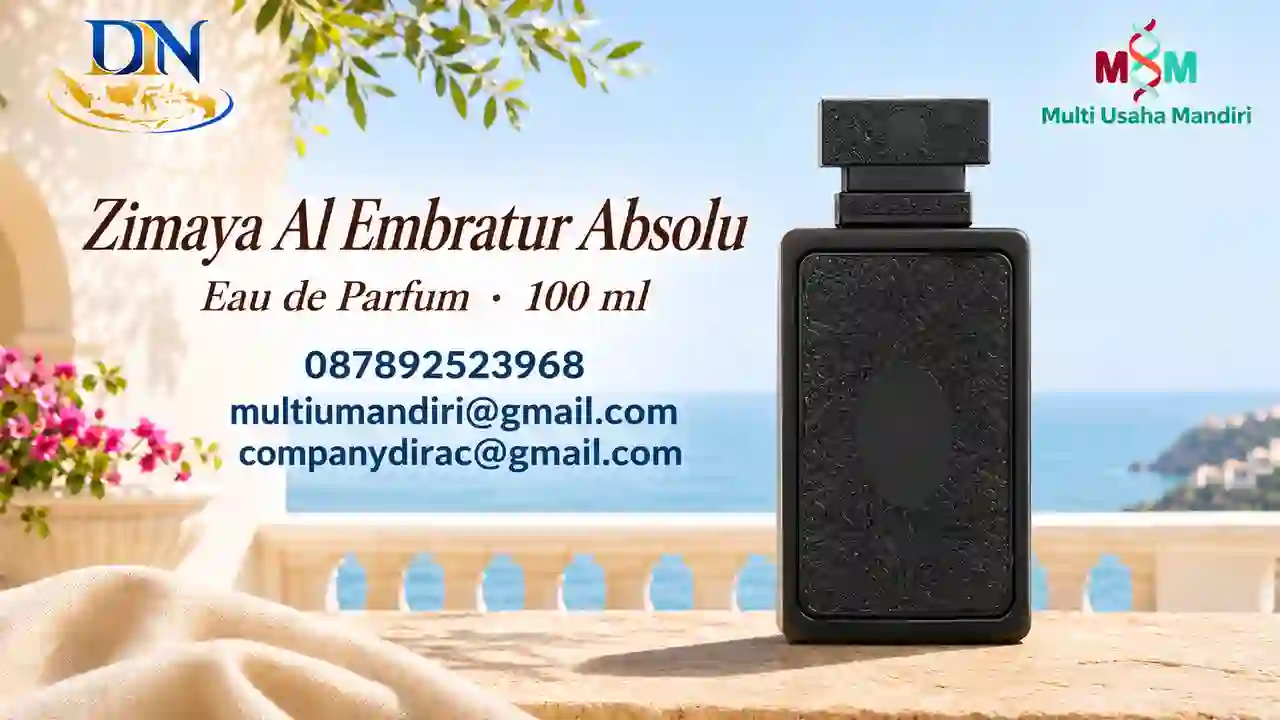 DN
M M
Multi Usaha Mandiri
Zimaya Al Embratur Absolu
Eau de Parfum · 100 ml
087892523968
multiumandiri@gmail.com
companydirac@gmail.com